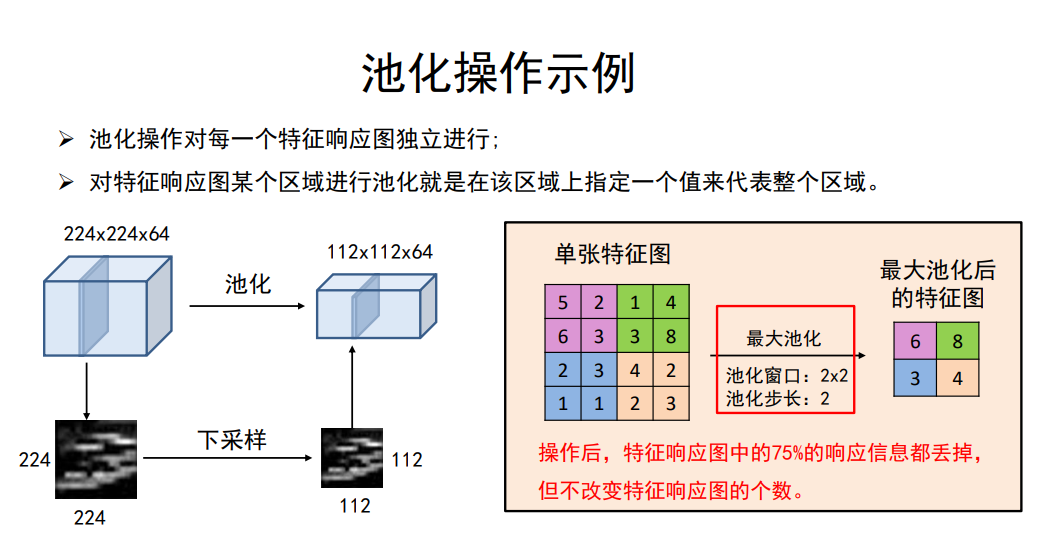 池化操作示例
池化操作对每一个特征响应图独立进行;
对特征响应图某个区域进行池化就是在该区域上指定一个值来代表整个区域。
224x224x64
池化
112x112x64
224
224
下采样
112
112
单张特征图
5 2 1 4
6 3 3 8
2 3 4 2
1 1 2 3
最大池化
池化窗口：2x2
池化步长：2
最大池化后
的特征图
6 8
3 4
操作后，特征响应图中的75%的响应信息都丢掉，
但不改变特征响应图的个数。